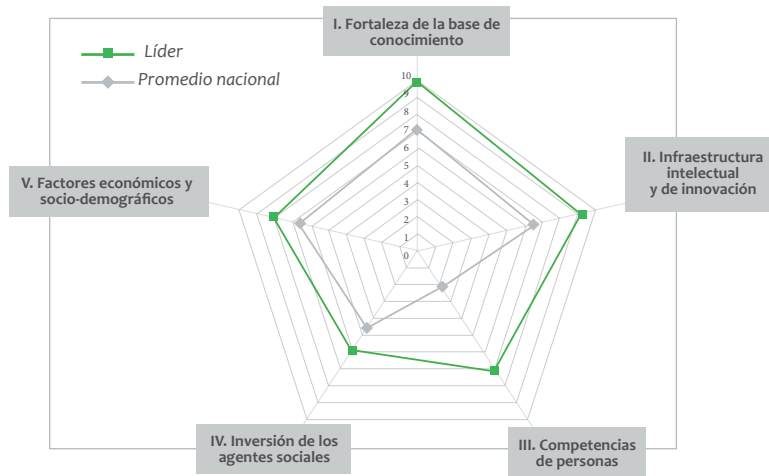 I. Fortaleza de la base de
conocimiento
Líder
Promedio nacional
10
9
8
7
6
5
4
3
2
1
0
II. Infraestructura
intelectual
y de innovación
V. Factores económicos y
socio-demográficos
IV. Inversión de los
agentes sociales
III. Competencias
de personas